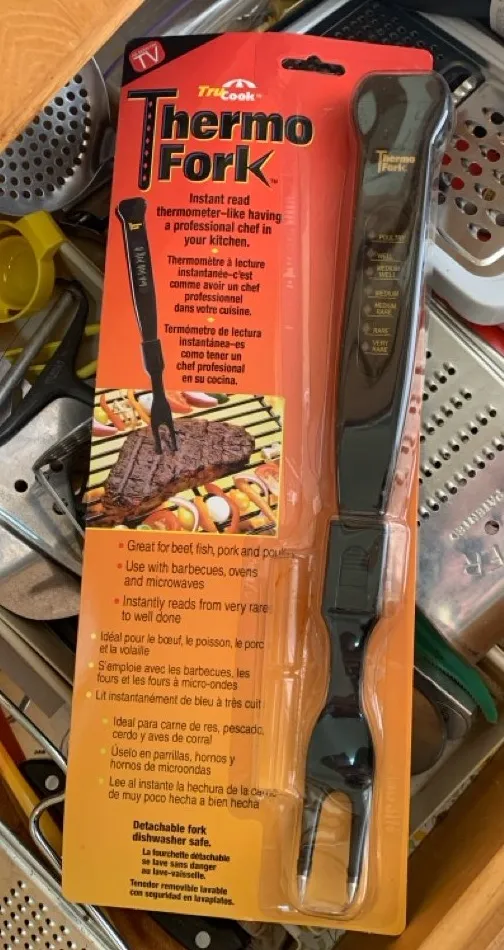 TV
TruCook™
Thermo
Fork™
Instant read
thermometer–like having
a professional chef in
your kitchen.
Thermomètre à lecture
instantanée–c'est
comme avoir un chef
professionnel
dans votre cuisine.
Termómetro de lectura
instantánea–es
como tener un
chef profesional
en su cocina.
Thermo
Fork
POULTRY
WELL
MEDIUM
WELL
MEDIUM
MEDIUM
RARE
RARE
VERY
RARE
• Great for beef, fish, pork and
• Use with barbecues, ovens
and microwaves
• Instantly reads from very rare
to well done
• Idéal pour le bœuf, le poisson, le porc
et la volaille
• S'emploie avec les barbecues, les
fours et les fours à micro-ondes
• Lit instantanément de bleu à très cuit
• Ideal para carne de res, pescado,
cerdo y aves de corral
• Úselo en parrillas, hornos y
hornos de microondas
• Lee al instante la hechura de la carne
de muy poco hecha a bien hecha
Detachable fork
dishwasher safe.
La fourchette détachable
se lave sans danger
au lave-vaisselle.
Tenedor removible lavable
con seguridad en lavaplatos.